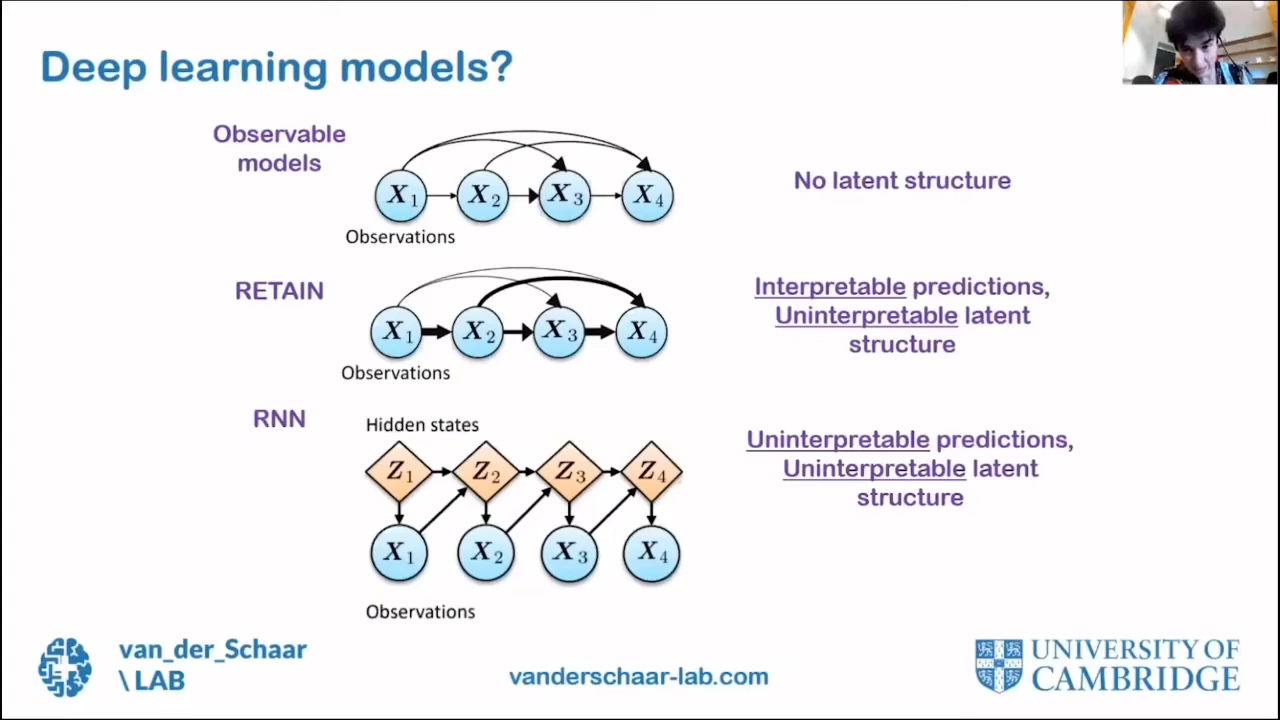 Deep learning models?
Observable
models
X1 X2 X3 X4
Observations
No latent structure
RETAIN
X1 X2 X3 X4
Observations
Interpretable predictions,
Uninterpretable latent
structure
RNN
Hidden states
Z1 Z2 Z3 Z4
X1 X2 X3 X4
Observations
Uninterpretable predictions,
Uninterpretable latent
structure
van_der_Schaar
\ LAB
vanderschaar-lab.com
UNIVERSITY OF
CAMBRIDGE